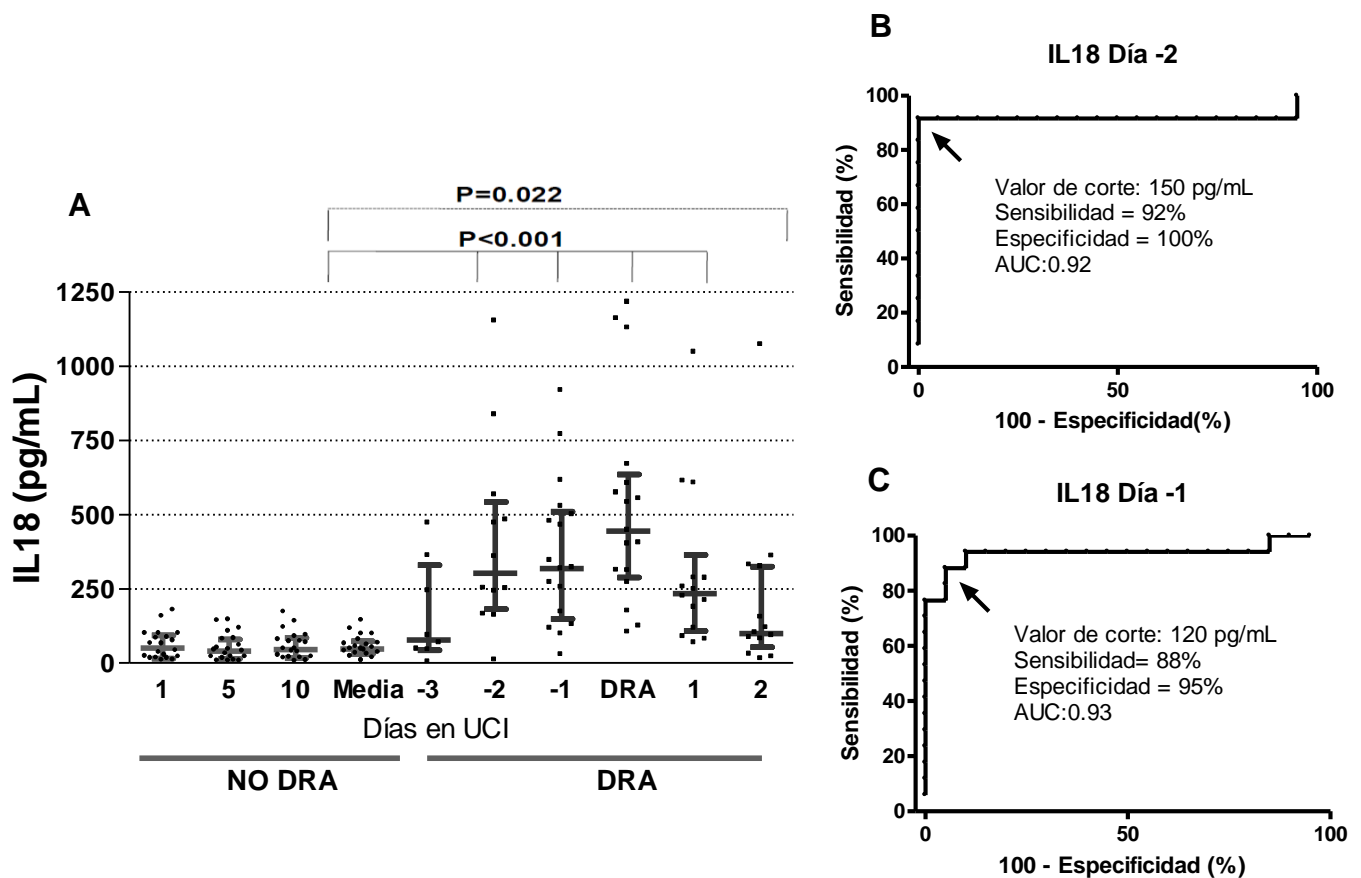 A
P=0.022
P<0.001
IL18 (pg/mL)
1250
1000
750
500
250
0
1 5 10 Media -3 -2 -1 DRA 1 2
Días en UCI
NO DRA DRA
B
IL18 Día -2
Sensibilidad (%)
100
80
60
40
20
0
Valor de corte: 150 pg/mL
Sensibilidad = 92%
Especificidad = 100%
AUC:0.92
0 50 100
100 - Especificidad(%)
C
IL18 Día -1
Sensibilidad (%)
100
80
60
40
20
0
Valor de corte: 120 pg/mL
Sensibilidad= 88%
Especificidad = 95%
AUC:0.93
0 50 100
100 - Especificidad (%)